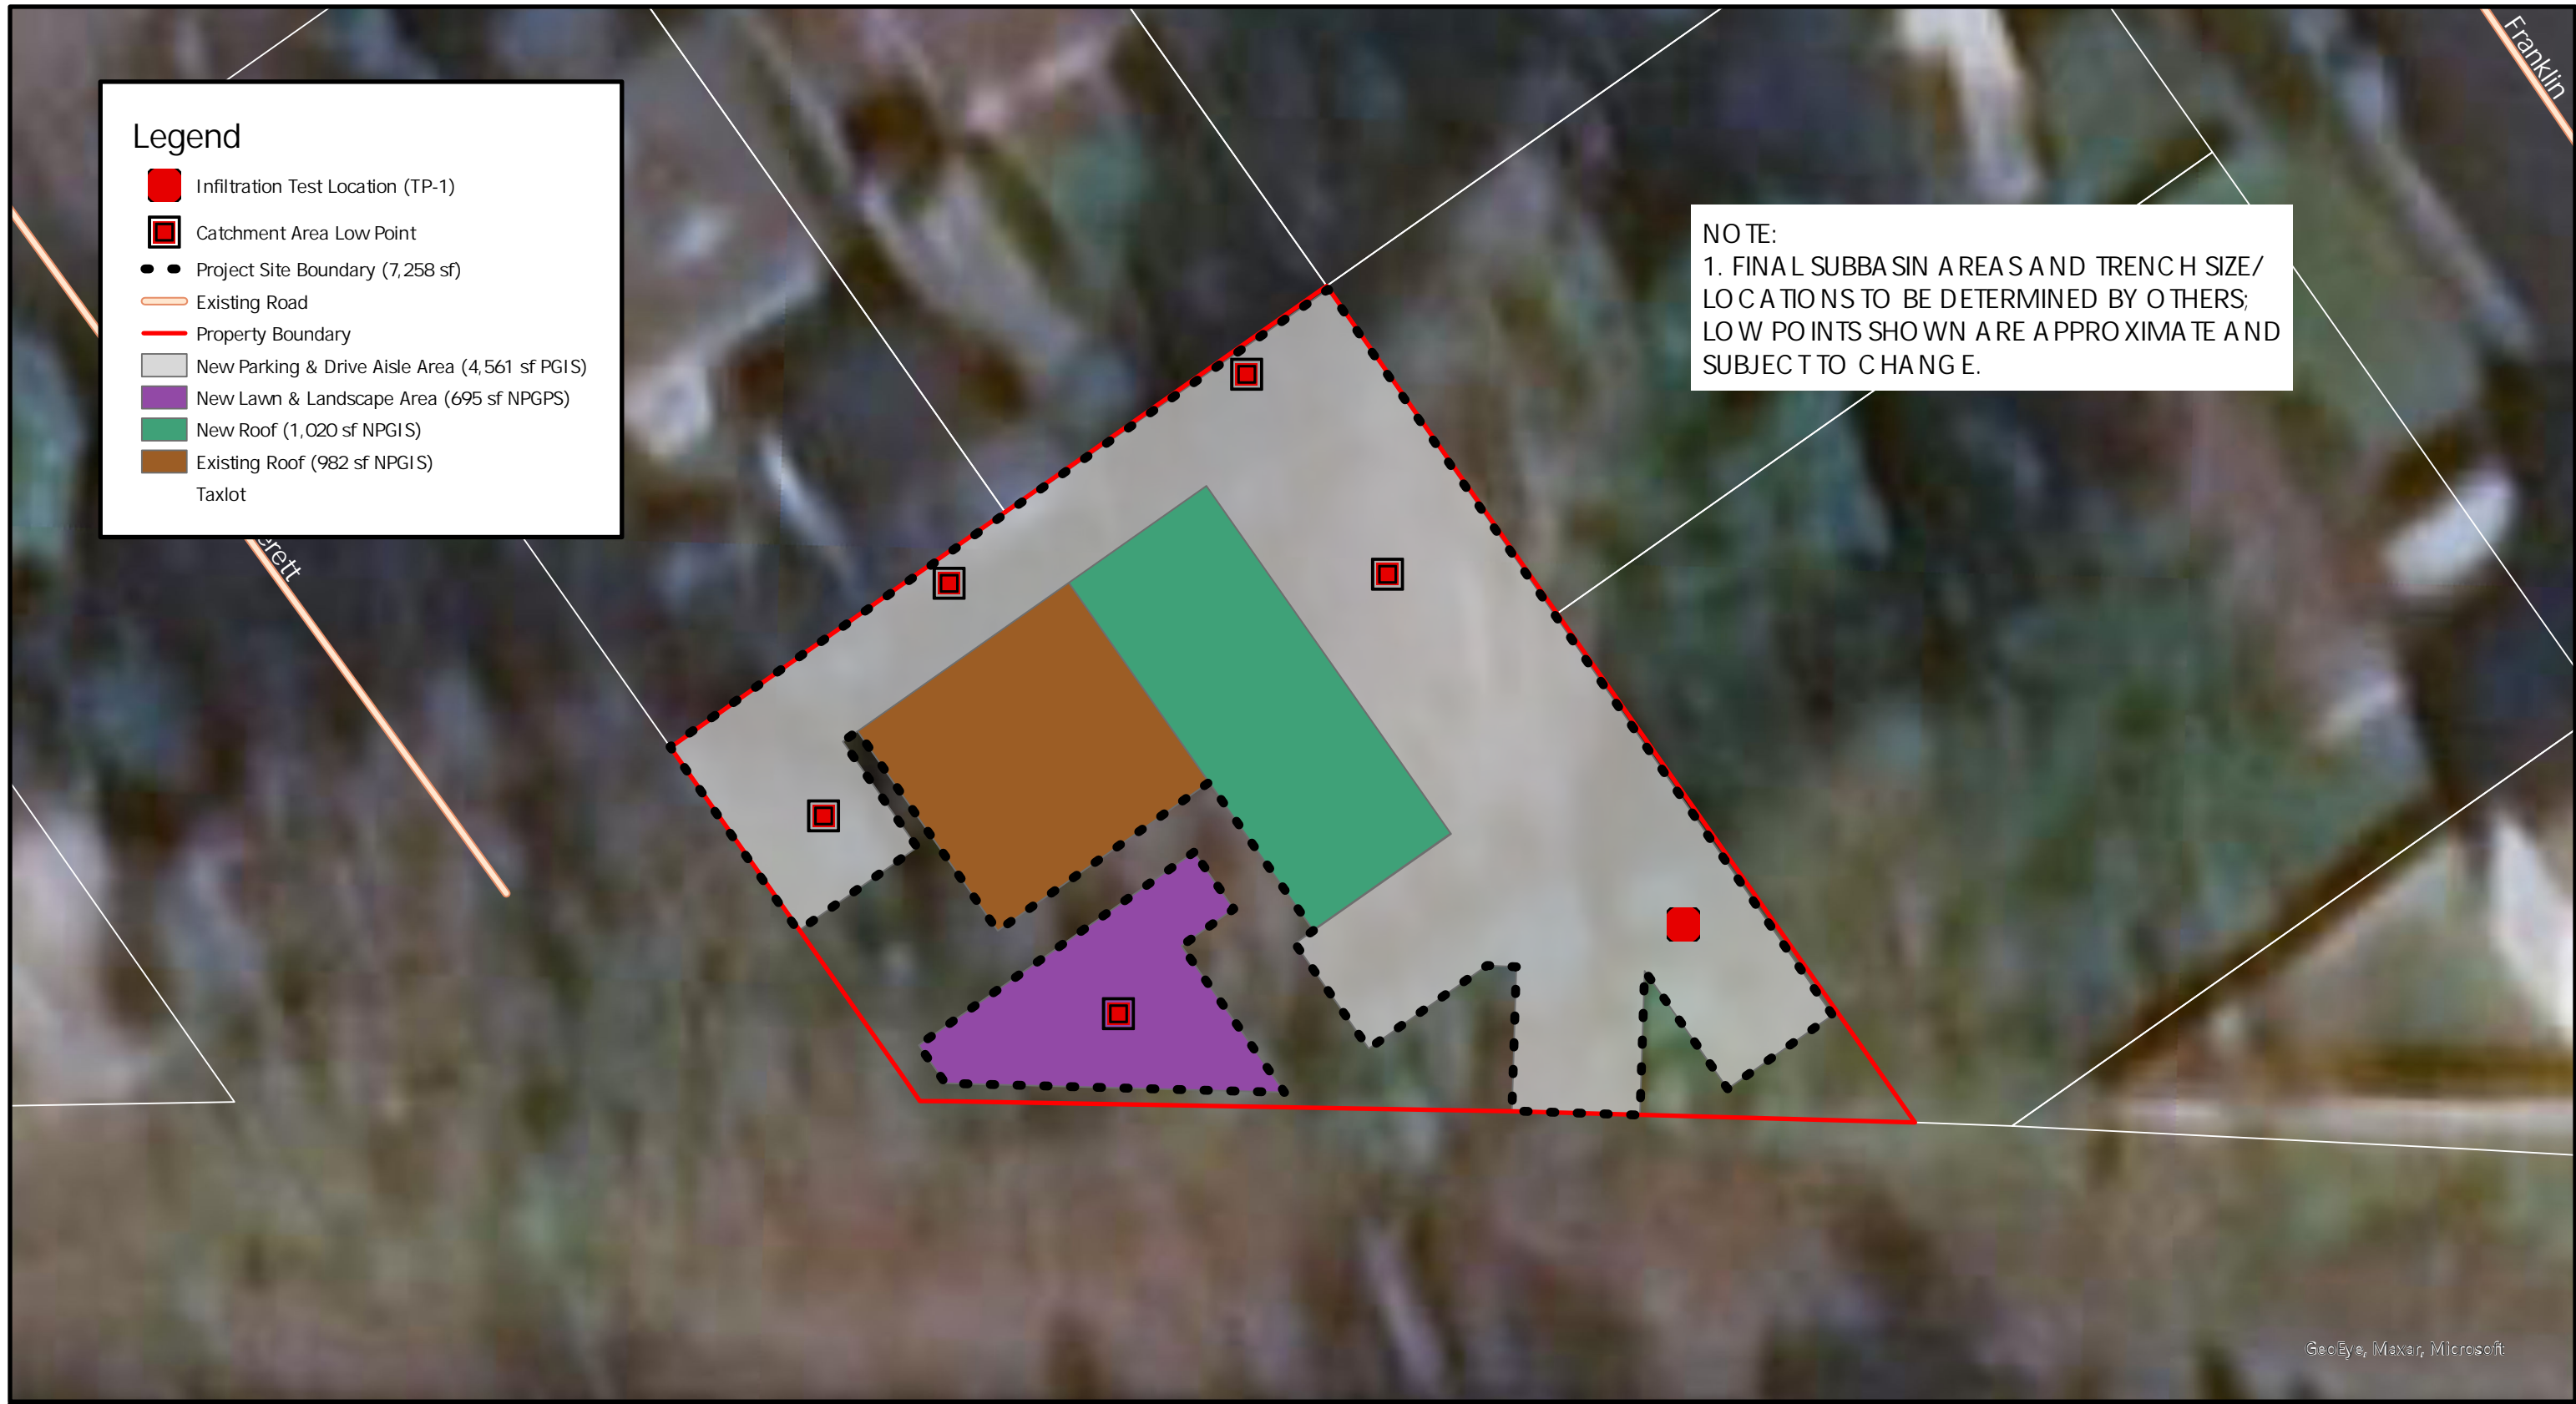 Franklin
Legend
Infiltration Test Location (TP-1)
Catchment Area Low Point
Project Site Boundary (7,258 sf)
Existing Road
Property Boundary
New Parking & Drive Aisle Area (4,561 sf PGIS)
New Lawn & Landscape Area (695 sf NPGPS)
New Roof (1,020 sf NPGIS)
Existing Roof (982 sf NPGIS)
Taxlot
NOTE:
1. FINAL SUBBASIN AREAS AND TRENCH SIZE/
LOCATIONS TO BE DETERMINED BY OTHERS;
LOW POINTS SHOWN ARE APPROXIMATE AND
SUBJECT TO CHANGE.
erett
GeoEye, Maxar, Microsoft